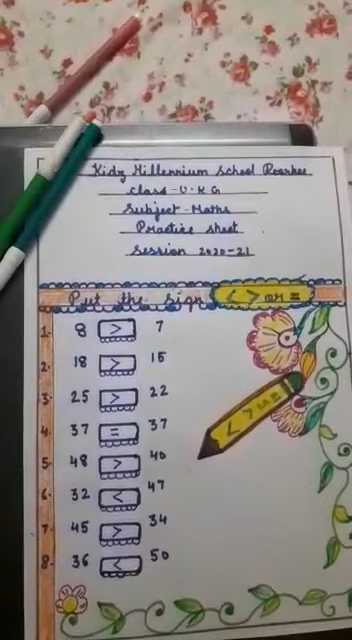 Kidz Millennium School Roorkee
Class - U.K.G
Subject - Maths
Practice sheet
Session 2020-21
Put the sign < > or =
1. 8 > 7
2. 18 > 15
3. 25 > 22
4. 37 = 37
5. 48 > 40
6. 32 < 47
7. 45 > 34
8. 36 < 50
< > or =